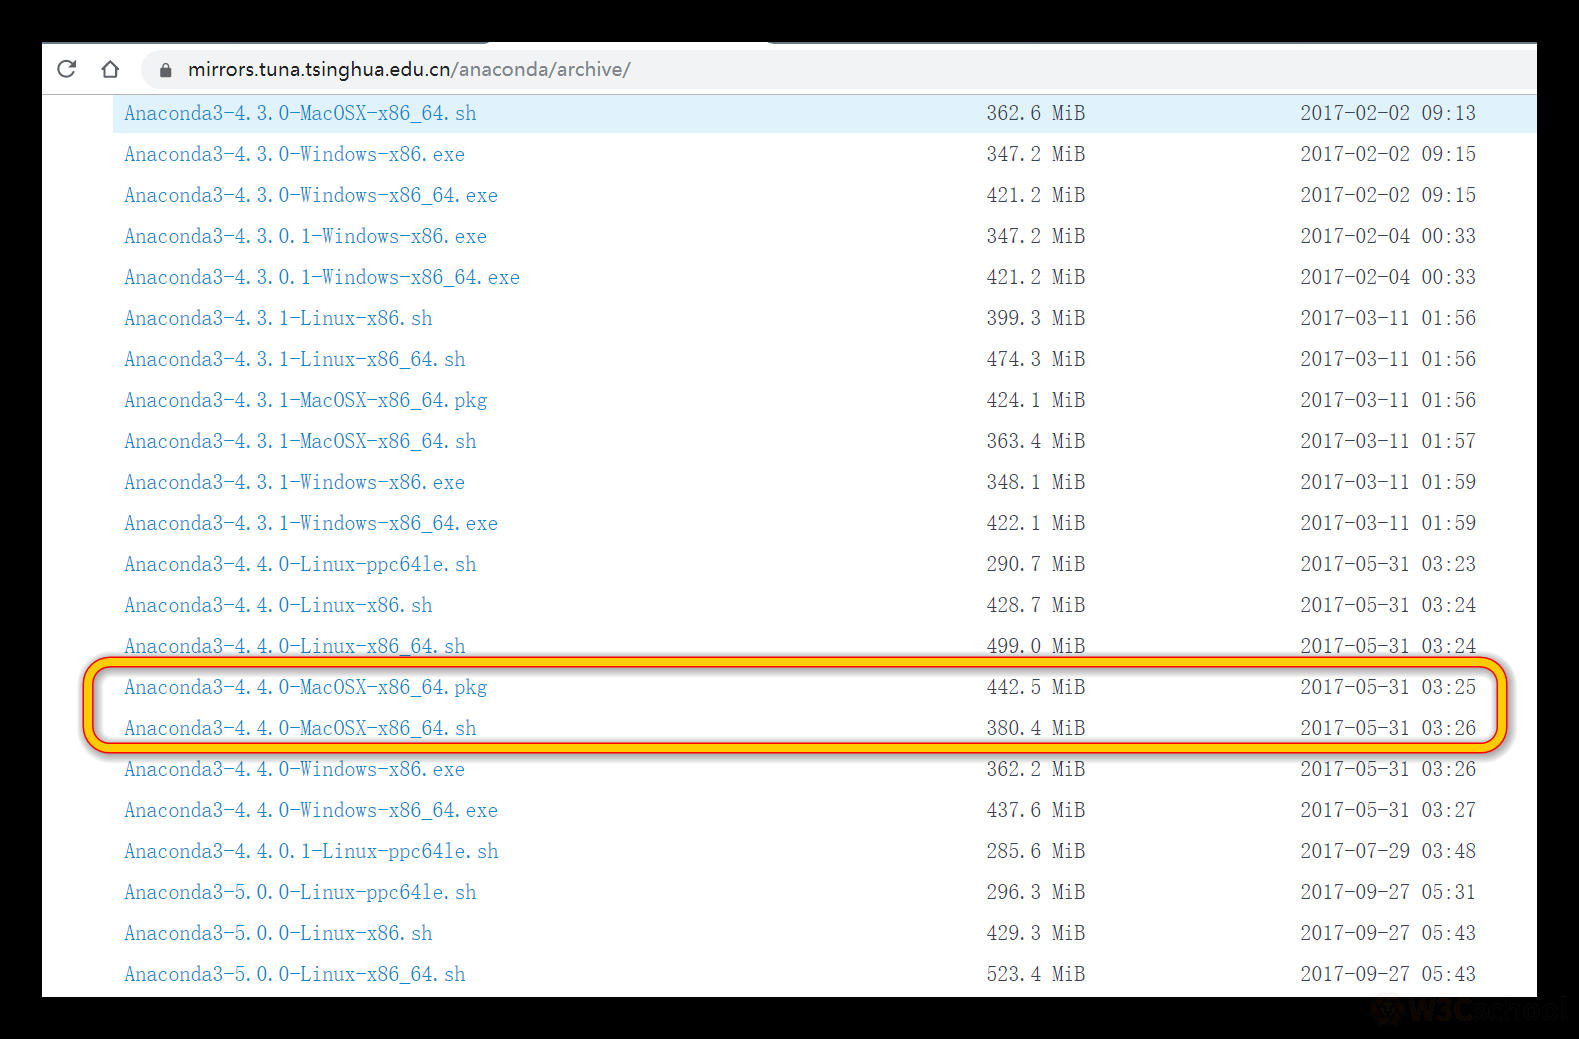 mirrors.tuna.tsinghua.edu.cn/anaconda/archive/
Anaconda3-4.3.0-MacOSX-x86_64.sh 362.6 MiB 2017-02-02 09:13
Anaconda3-4.3.0-Windows-x86.exe 347.2 MiB 2017-02-02 09:15
Anaconda3-4.3.0-Windows-x86_64.exe 421.2 MiB 2017-02-02 09:15
Anaconda3-4.3.0.1-Windows-x86.exe 347.2 MiB 2017-02-04 00:33
Anaconda3-4.3.0.1-Windows-x86_64.exe 421.2 MiB 2017-02-04 00:33
Anaconda3-4.3.1-Linux-x86.sh 399.3 MiB 2017-03-11 01:56
Anaconda3-4.3.1-Linux-x86_64.sh 474.3 MiB 2017-03-11 01:56
Anaconda3-4.3.1-MacOSX-x86_64.pkg 424.1 MiB 2017-03-11 01:56
Anaconda3-4.3.1-MacOSX-x86_64.sh 363.4 MiB 2017-03-11 01:57
Anaconda3-4.3.1-Windows-x86.exe 348.1 MiB 2017-03-11 01:59
Anaconda3-4.3.1-Windows-x86_64.exe 422.1 MiB 2017-03-11 01:59
Anaconda3-4.4.0-Linux-ppc64le.sh 290.7 MiB 2017-05-31 03:23
Anaconda3-4.4.0-Linux-x86.sh 428.7 MiB 2017-05-31 03:24
Anaconda3-4.4.0-Linux-x86_64.sh 499.0 MiB 2017-05-31 03:24
Anaconda3-4.4.0-MacOSX-x86_64.pkg 442.5 MiB 2017-05-31 03:25
Anaconda3-4.4.0-MacOSX-x86_64.sh 380.4 MiB 2017-05-31 03:26
Anaconda3-4.4.0-Windows-x86.exe 362.2 MiB 2017-05-31 03:26
Anaconda3-4.4.0-Windows-x86_64.exe 437.6 MiB 2017-05-31 03:27
Anaconda3-4.4.0.1-Linux-ppc64le.sh 285.6 MiB 2017-07-29 03:48
Anaconda3-5.0.0-Linux-ppc64le.sh 296.3 MiB 2017-09-27 05:31
Anaconda3-5.0.0-Linux-x86.sh 429.3 MiB 2017-09-27 05:43
Anaconda3-5.0.0-Linux-x86_64.sh 523.4 MiB 2017-09-27 05:43
W3Cschool